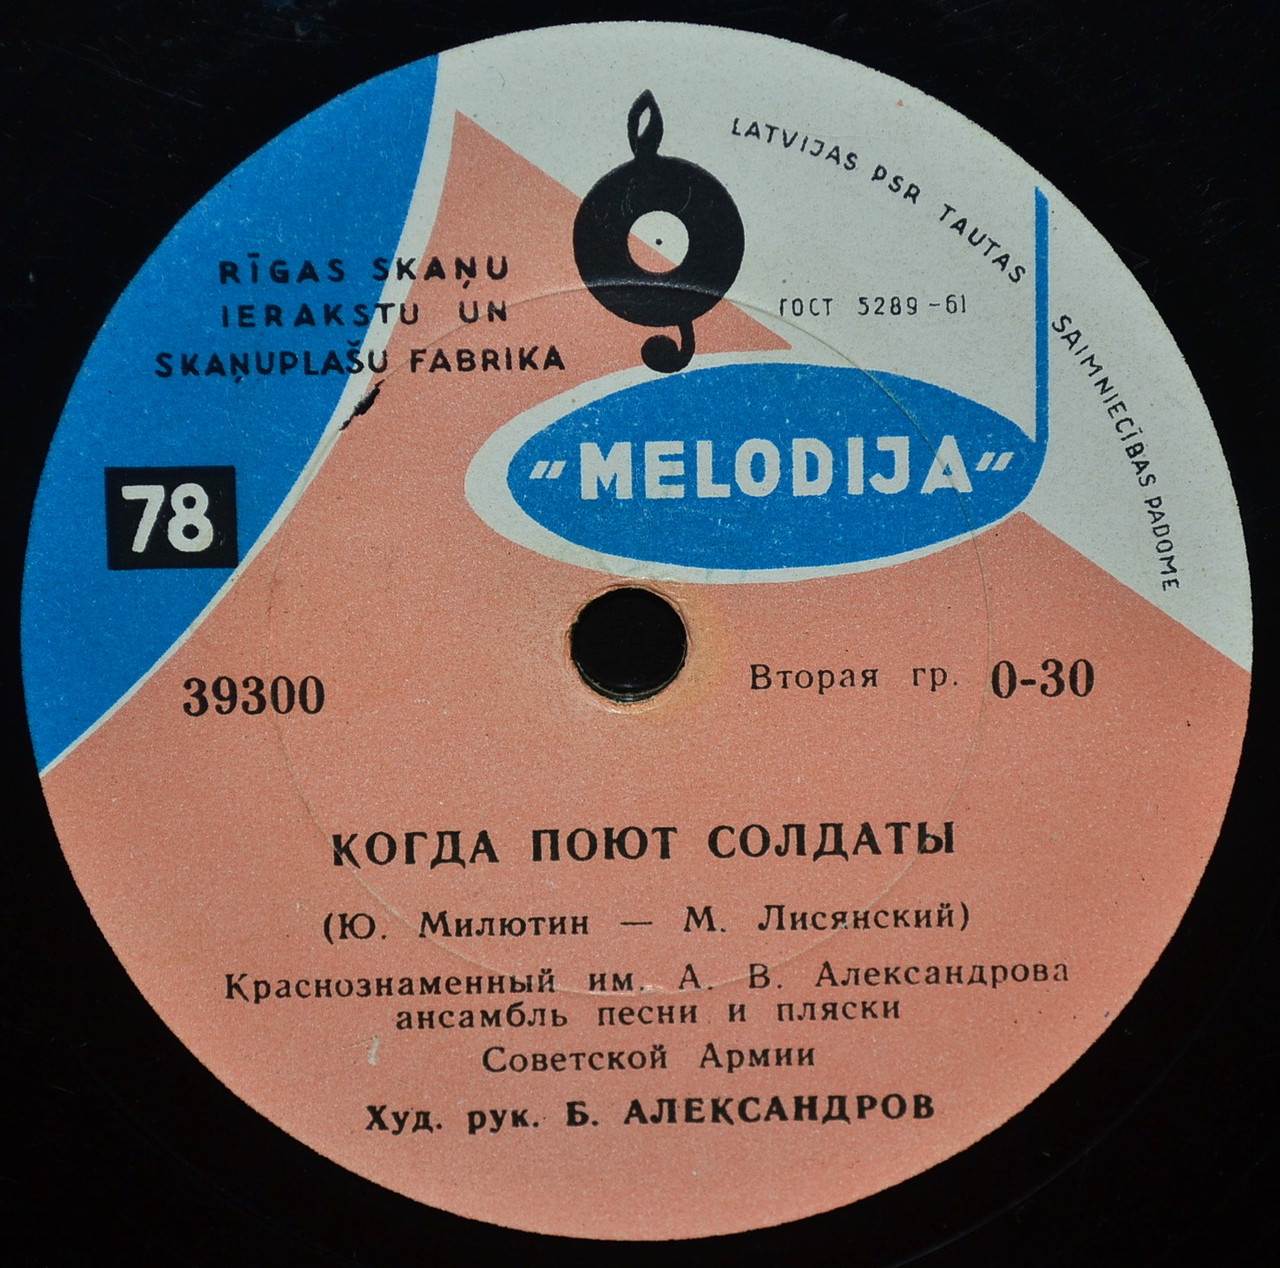 LATVIJAS PSR TAUTAS SAIMNIECĪBAS PADOME
RĪGAS SKAŅU
IERAKSTU UN
SKAŅUPLAŠU FABRIKA
ГОСТ 5289-61
"MELODIJA"
78
39300
Вторая гр. 0-30
КОГДА ПОЮТ СОЛДАТЫ
(Ю. Милютин — М. Лисянский)
Краснознаменный им. А. В. Александрова
ансамбль песни и пляски
Советской Армии
Худ. рук. Б. АЛЕКСАНДРОВ